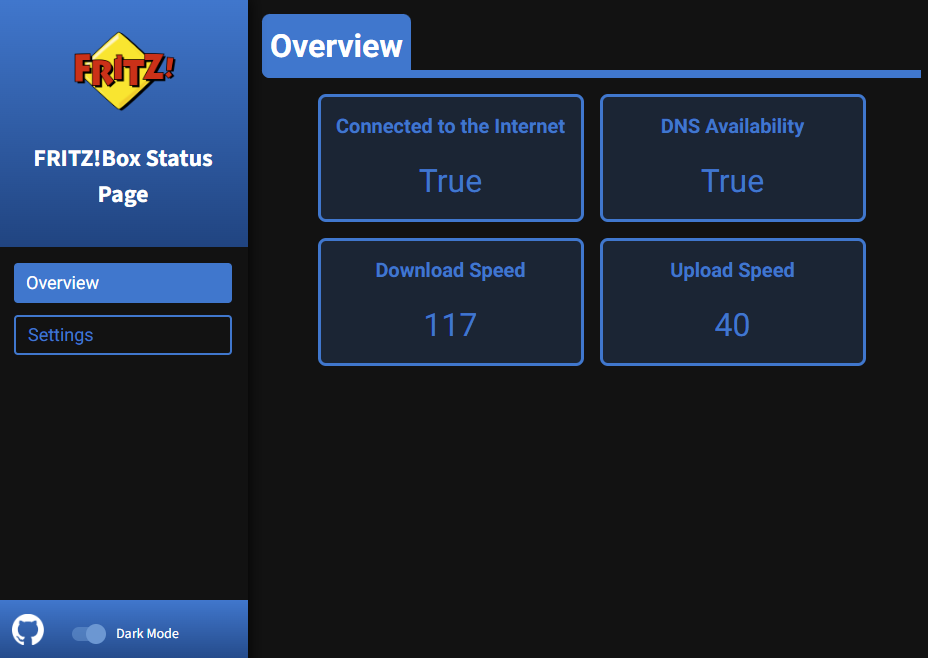 FRITZ!
FRITZ!Box Status
Page
Overview
Settings
Dark Mode
Overview
Connected to the Internet
True
DNS Availability
True
Download Speed
117
Upload Speed
40